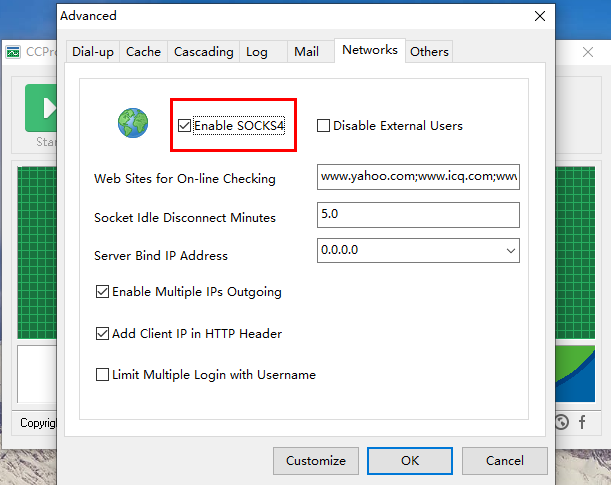 Advanced
CCPro
Dial-up Cache Cascading Log Mail Networks Others
Enable SOCKS4 Disable External Users
Web Sites for On-line Checking www.yahoo.com;www.icq.com;www
Socket Idle Disconnect Minutes 5.0
Server Bind IP Address 0.0.0.0
Enable Multiple IPs Outgoing
Add Client IP in HTTP Header
Limit Multiple Login with Username
Customize OK Cancel
Star
Copyrigh